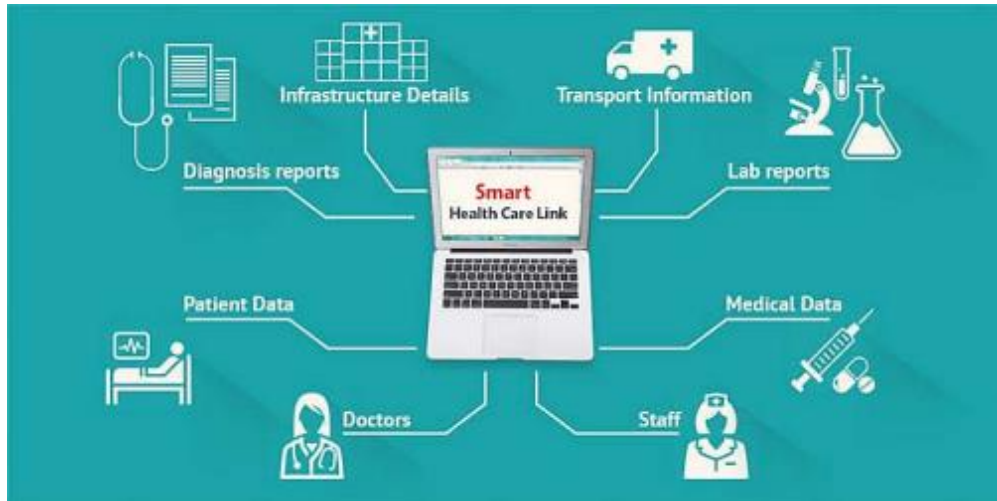 Infrastructure Details
Transport Information
Diagnosis reports
Lab reports
Smart
Health Care Link
Patient Data
Medical Data
Doctors
Staff